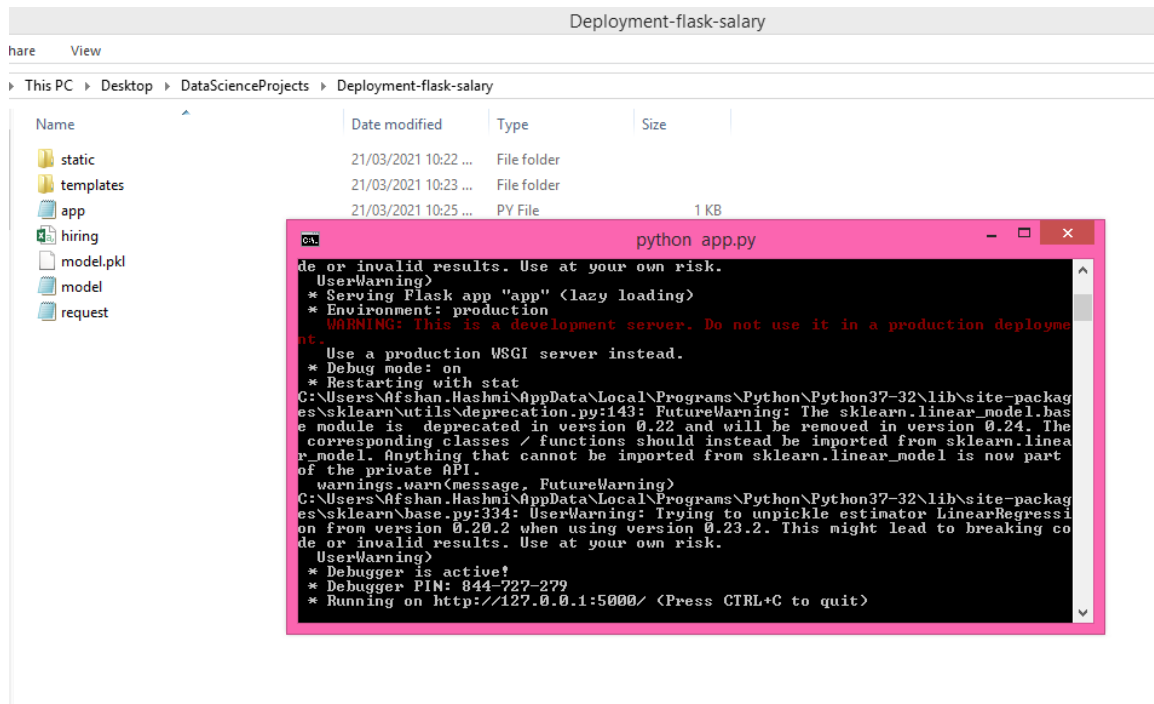 Deployment-flask-salary
hare View
This PC Desktop DataScienceProjects Deployment-flask-salary
Name Date modified Type Size
static 21/03/2021 10:22 ... File folder
templates 21/03/2021 10:23 ... File folder
app 21/03/2021 10:25 ... PY File 1 KB
hiring
model.pkl
model
request
python app.py
de or invalid results. Use at your own risk.
UserWarning)
* Serving Flask app "app" (lazy loading)
* Environment: production
WARNING: This is a development server. Do not use it in a production deployme
nt.
Use a production WSGI server instead.
* Debug mode: on
* Restarting with stat
C:\Users\Afshan.Hashmi\AppData\Local\Programs\Python\Python37-32\lib\site-packag
es\sklearn\utils\deprecation.py:143: FutureWarning: The sklearn.linear_model.bas
e module is  deprecated in version 0.22 and will be removed in version 0.24. The
corresponding classes / functions should instead be imported from sklearn.linea
r_model. Anything that cannot be imported from sklearn.linear_model is now part
of the private API.
warnings.warn(message, FutureWarning)
C:\Users\Afshan.Hashmi\AppData\Local\Programs\Python\Python37-32\lib\site-packag
es\sklearn\base.py:334: UserWarning: Trying to unpickle estimator LinearRegressi
on from version 0.20.2 when using version 0.23.2. This might lead to breaking co
de or invalid results. Use at your own risk.
UserWarning)
* Debugger is active!
* Debugger PIN: 844-727-279
* Running on http://127.0.0.1:5000/ (Press CTRL+C to quit)